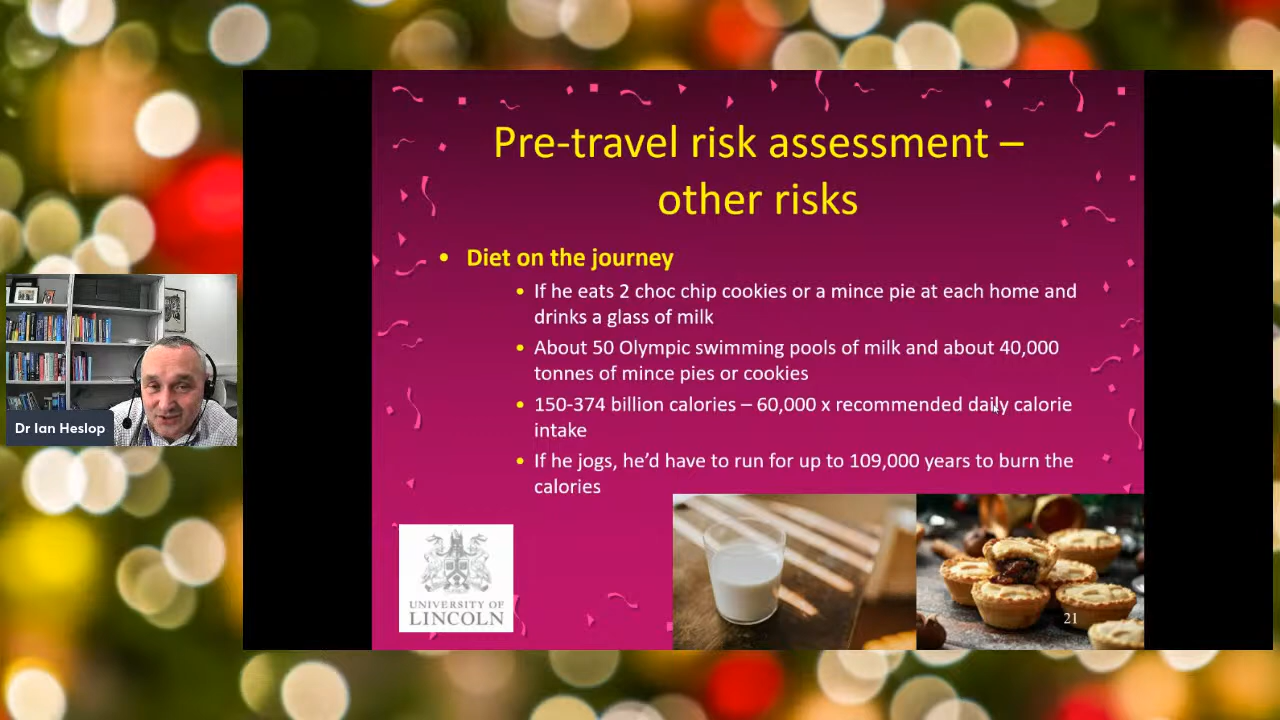 Pre-travel risk assessment –
other risks
• Diet on the journey
• If he eats 2 choc chip cookies or a mince pie at each home and
drinks a glass of milk
• About 50 Olympic swimming pools of milk and about 40,000
tonnes of mince pies or cookies
• 150-374 billion calories – 60,000 x recommended daily calorie
intake
• If he jogs, he’d have to run for up to 109,000 years to burn the
calories
Dr Ian Heslop
UNIVERSITY OF
LINCOLN
21